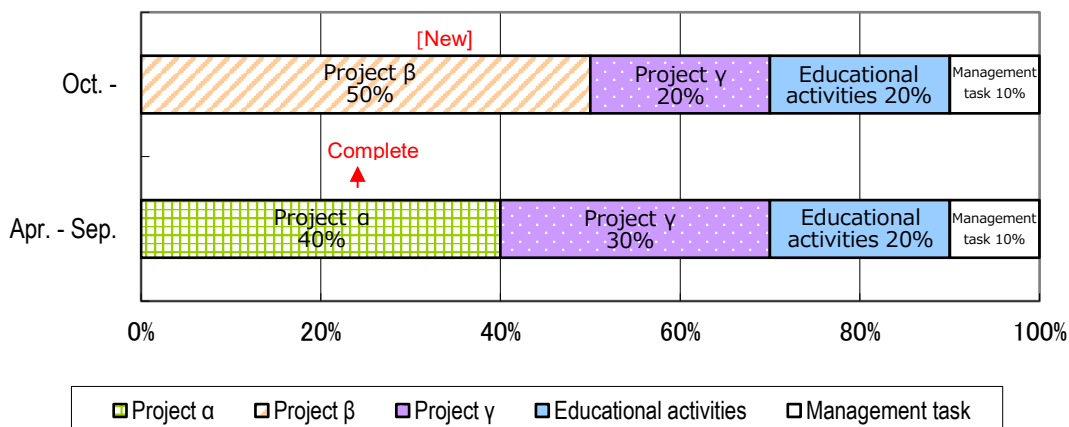 [New]
Oct. -
Project β
50%
Project γ
20%
Educational
activities 20%
Management
task 10%
Complete
Apr. - Sep.
Project α
40%
Project γ
30%
Educational
activities 20%
Management
task 10%
0% 20% 40% 60% 80% 100%
Project α Project β Project γ Educational activities Management task